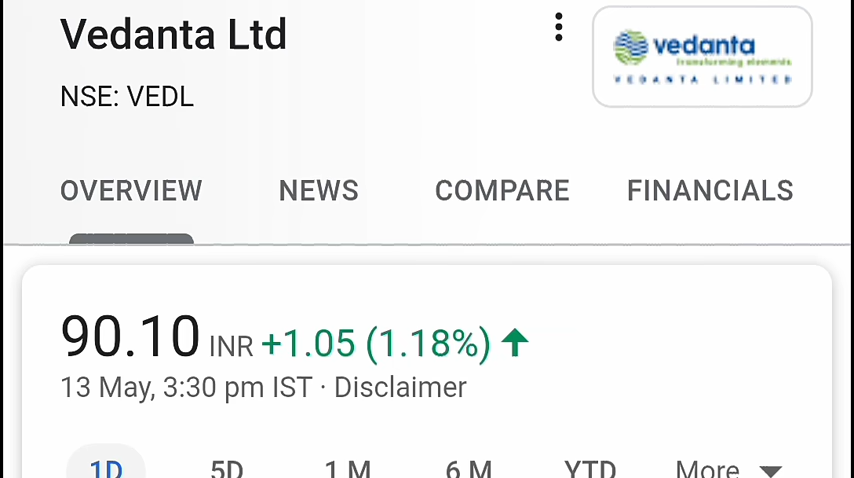 Vedanta Ltd
vedanta
transforming elements
VEDANTA LIMITED
NSE: VEDL
OVERVIEW NEWS COMPARE FINANCIALS
90.10 INR +1.05 (1.18%)
13 May, 3:30 pm IST · Disclaimer
1D 5D 1 M 6 M YTD More